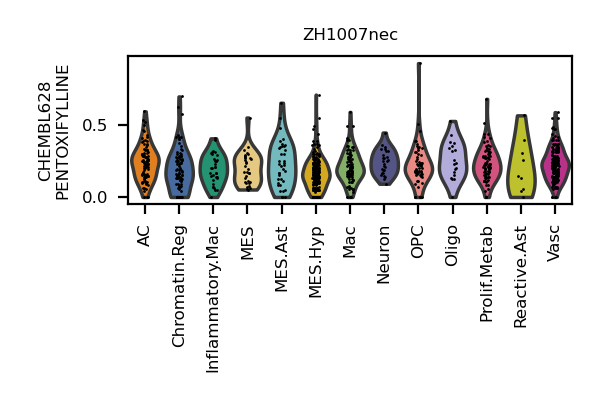 ZH1007nec
CHEMBL628
PENTOXIFYLLINE
0.5
0.0
AC
Chromatin.Reg
Inflammatory.Mac
MES
MES.Ast
MES.Hyp
Mac
Neuron
OPC
Oligo
Prolif.Metab
Reactive.Ast
Vasc